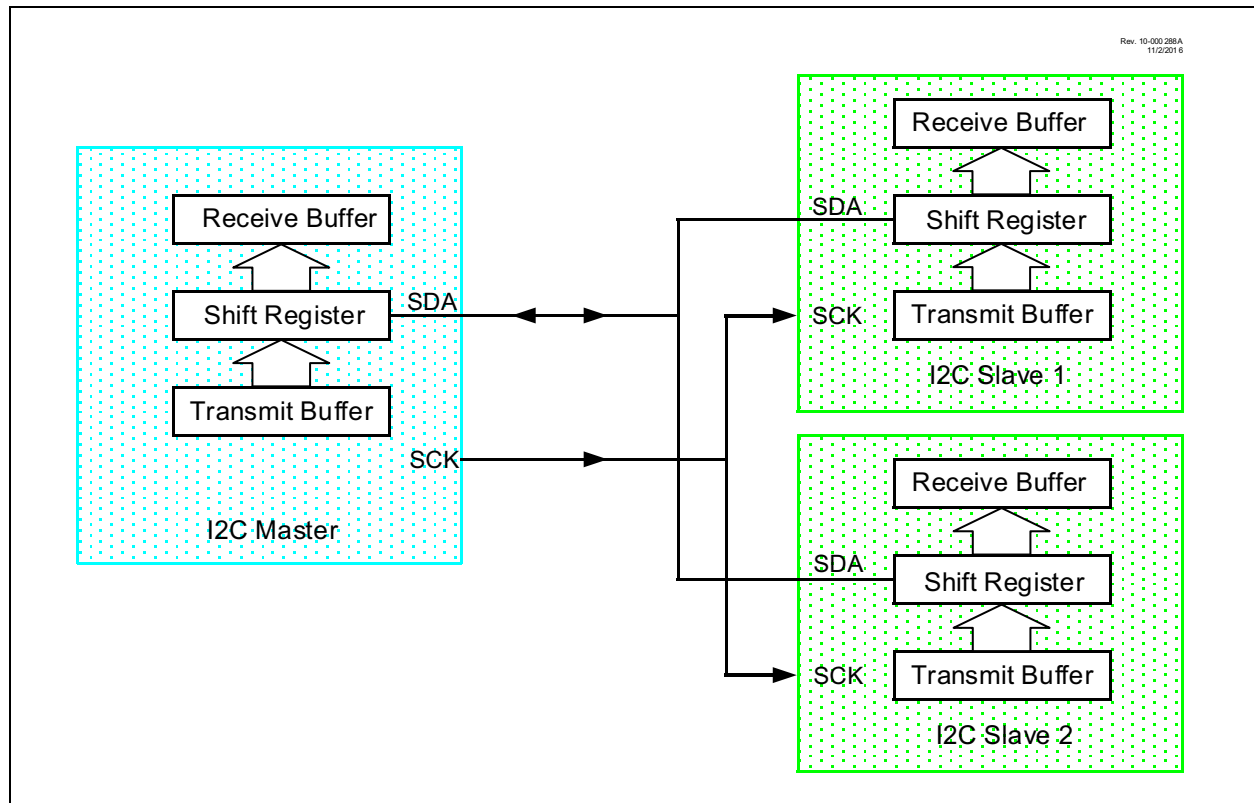 Rev. 10-000 288A
11/2/201 6
Receive Buffer
SDA
Shift Register
SCK
Transmit Buffer
I2C Slave 1
Receive Buffer
Shift Register
SDA
Transmit Buffer
SCK
I2C Master
Receive Buffer
SDA
Shift Register
SCK
Transmit Buffer
I2C Slave 2